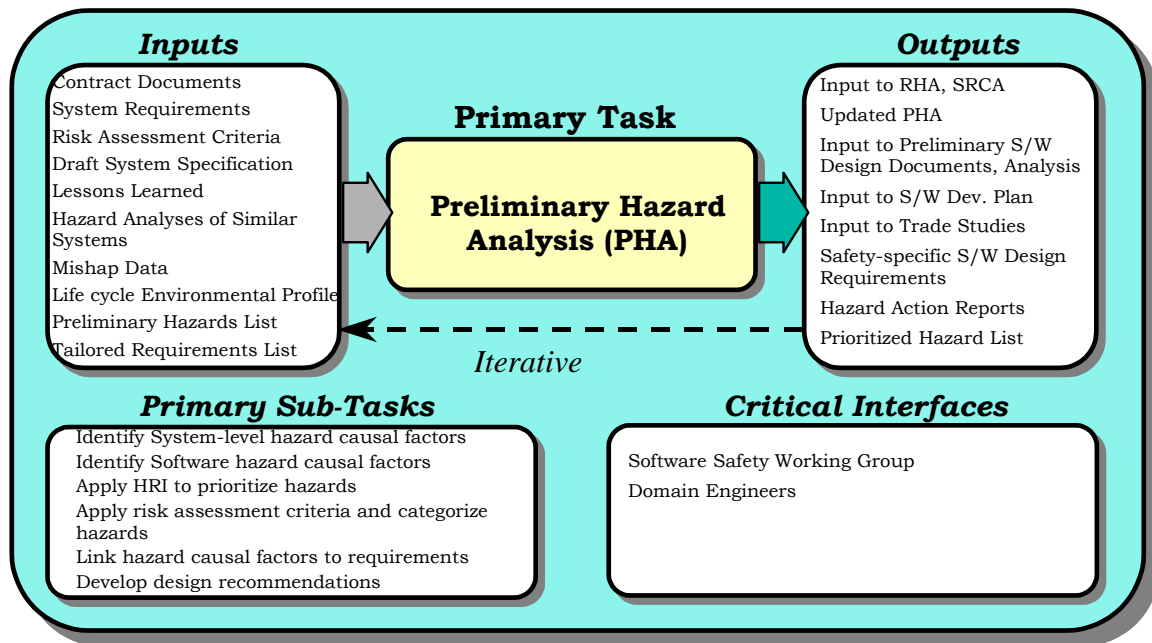 Inputs
Contract Documents
System Requirements
Risk Assessment Criteria
Draft System Specification
Lessons Learned
Hazard Analyses of Similar
Systems
Mishap Data
Life cycle Environmental Profile
Preliminary Hazards List
Tailored Requirements List
Primary Task
Preliminary Hazard
Analysis (PHA)
Iterative
Outputs
Input to RHA, SRCA
Updated PHA
Input to Preliminary S/W
Design Documents, Analysis
Input to S/W Dev. Plan
Input to Trade Studies
Safety-specific S/W Design
Requirements
Hazard Action Reports
Prioritized Hazard List
Primary Sub-Tasks
Identify System-level hazard causal factors
Identify Software hazard causal factors
Apply HRI to prioritize hazards
Apply risk assessment criteria and categorize
hazards
Link hazard causal factors to requirements
Develop design recommendations
Critical Interfaces
Software Safety Working Group
Domain Engineers